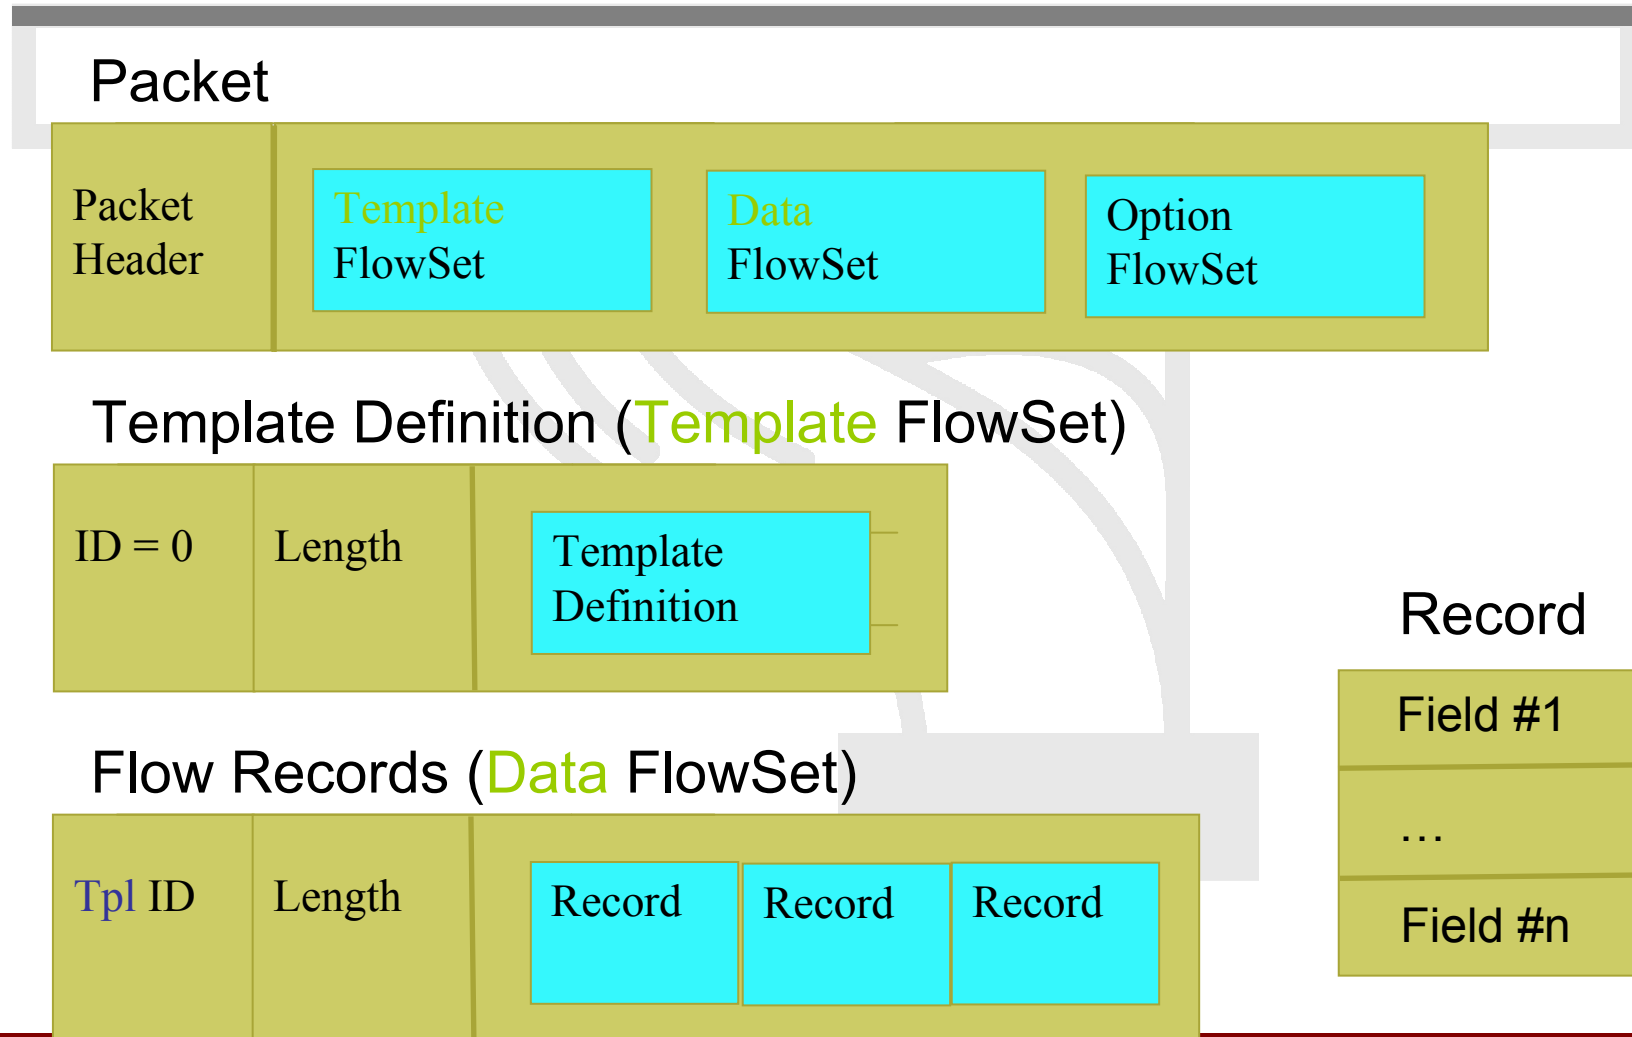 Packet
Packet
Header
Template
FlowSet
Data
FlowSet
Option
FlowSet
Template Definition (Template FlowSet)
ID = 0
Length
Template
Definition
Flow Records (Data FlowSet)
Tpl ID
Length
Record
Record
Record
Record
Field #1
…
Field #n